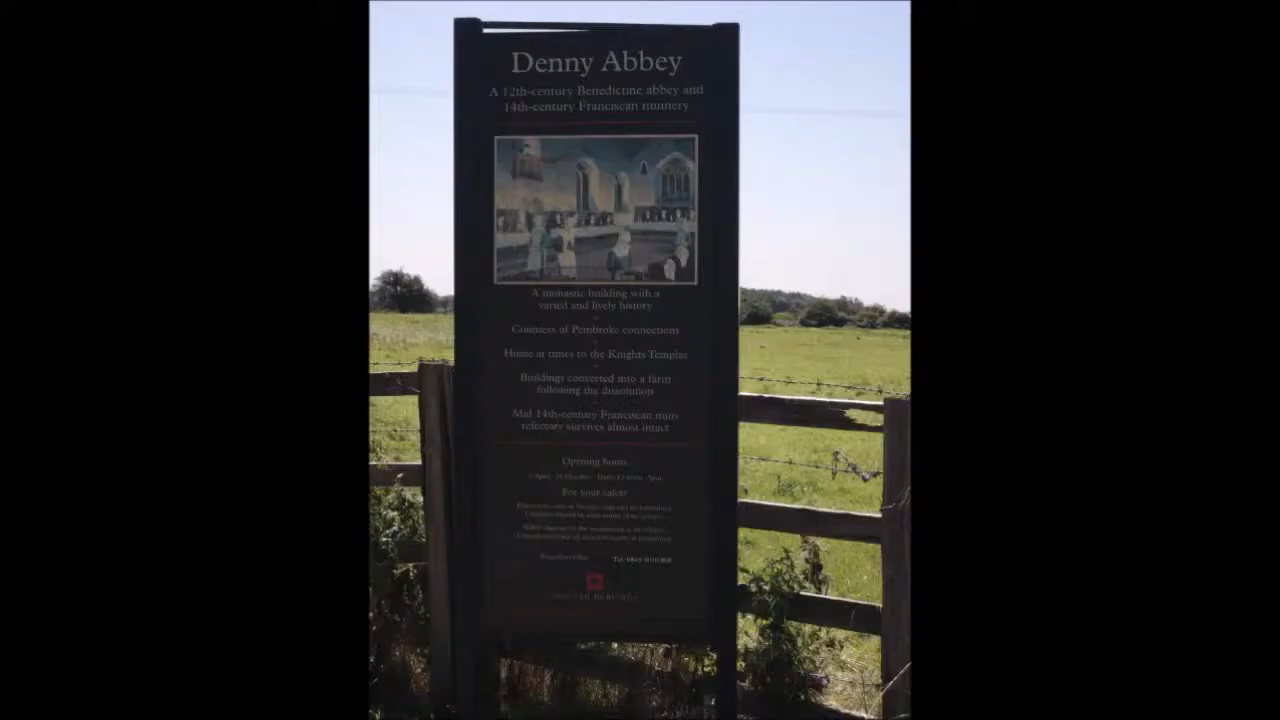 Denny Abbey
A 12th-century Benedictine abbey and
14th-century Franciscan nunnery
A monastic building with a
varied and lively history
Countess of Pembroke connections
Home at times to the Knights Templar
Buildings converted into a farm
following the dissolution
Mid 14th-century Franciscan nuns'
refectory survives almost intact
Opening hours
For your safety
ENGLISH HERITAGE